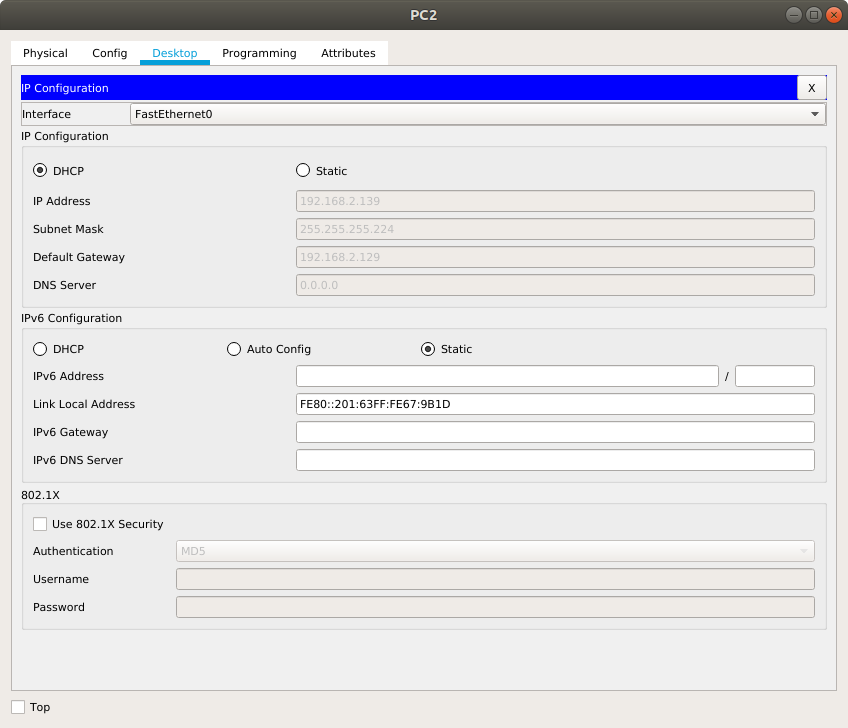 PC2
Physical Config Desktop Programming Attributes
IP Configuration X
Interface FastEthernet0
IP Configuration
DHCP Static
IP Address 192.168.2.139
Subnet Mask 255.255.255.224
Default Gateway 192.168.2.129
DNS Server 0.0.0.0
IPv6 Configuration
DHCP Auto Config Static
IPv6 Address /
Link Local Address FE80::201:63FF:FE67:9B1D
IPv6 Gateway
IPv6 DNS Server
802.1X
Use 802.1X Security
Authentication MD5
Username
Password
Top